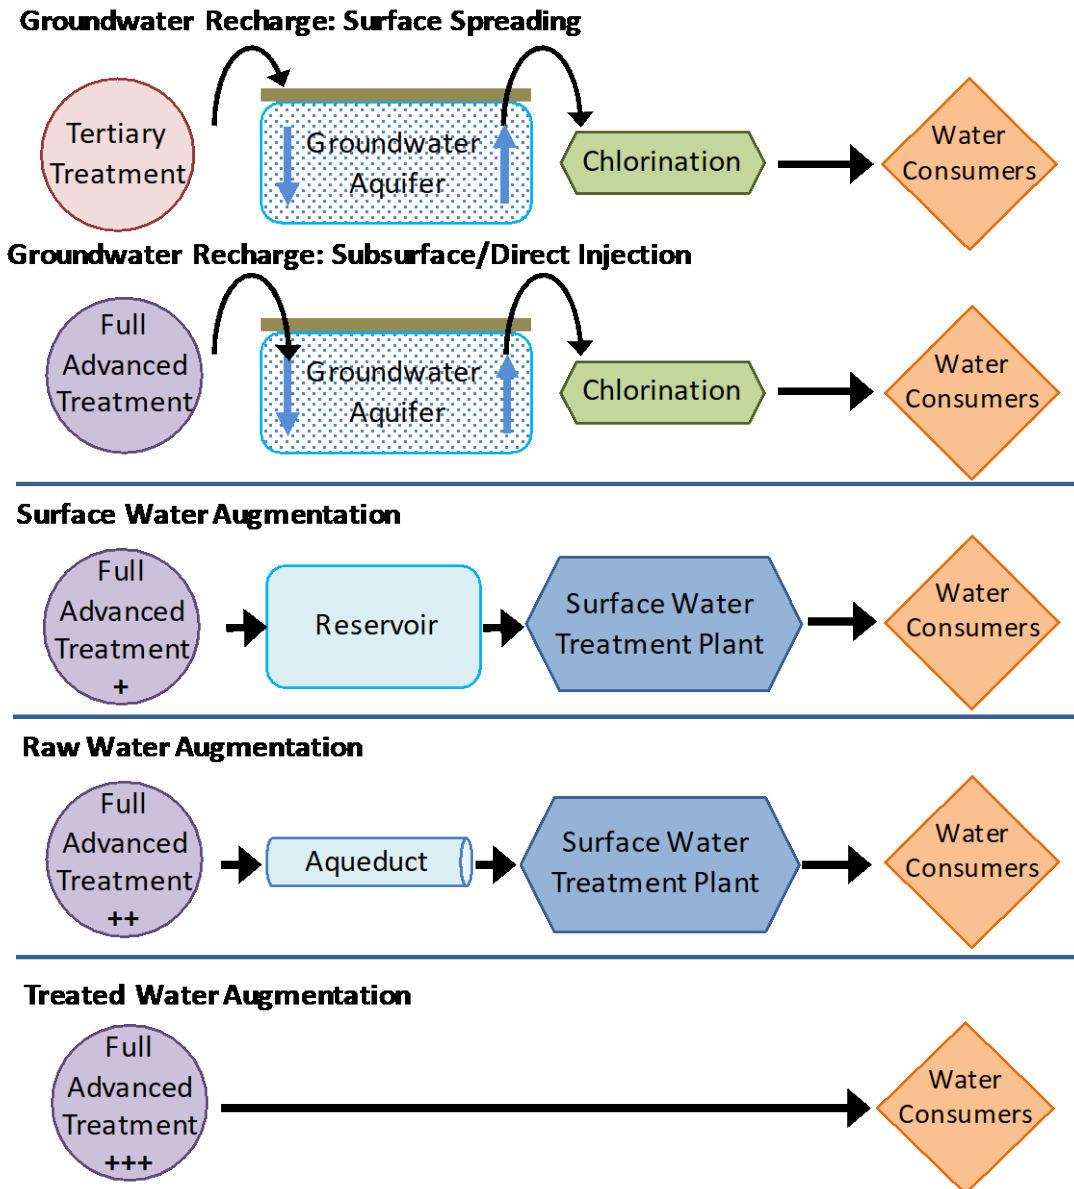 Groundwater Recharge: Surface Spreading
Tertiary
Treatment
Groundwater
Aquifer
Chlorination
Water
Consumers
Groundwater Recharge: Subsurface/Direct Injection
Full
Advanced
Treatment
Groundwater
Aquifer
Chlorination
Water
Consumers
Surface Water Augmentation
Full
Advanced
Treatment
+
Reservoir
Surface Water
Treatment Plant
Water
Consumers
Raw Water Augmentation
Full
Advanced
Treatment
++
Aqueduct
Surface Water
Treatment Plant
Water
Consumers
Treated Water Augmentation
Full
Advanced
Treatment
+++
Water
Consumers